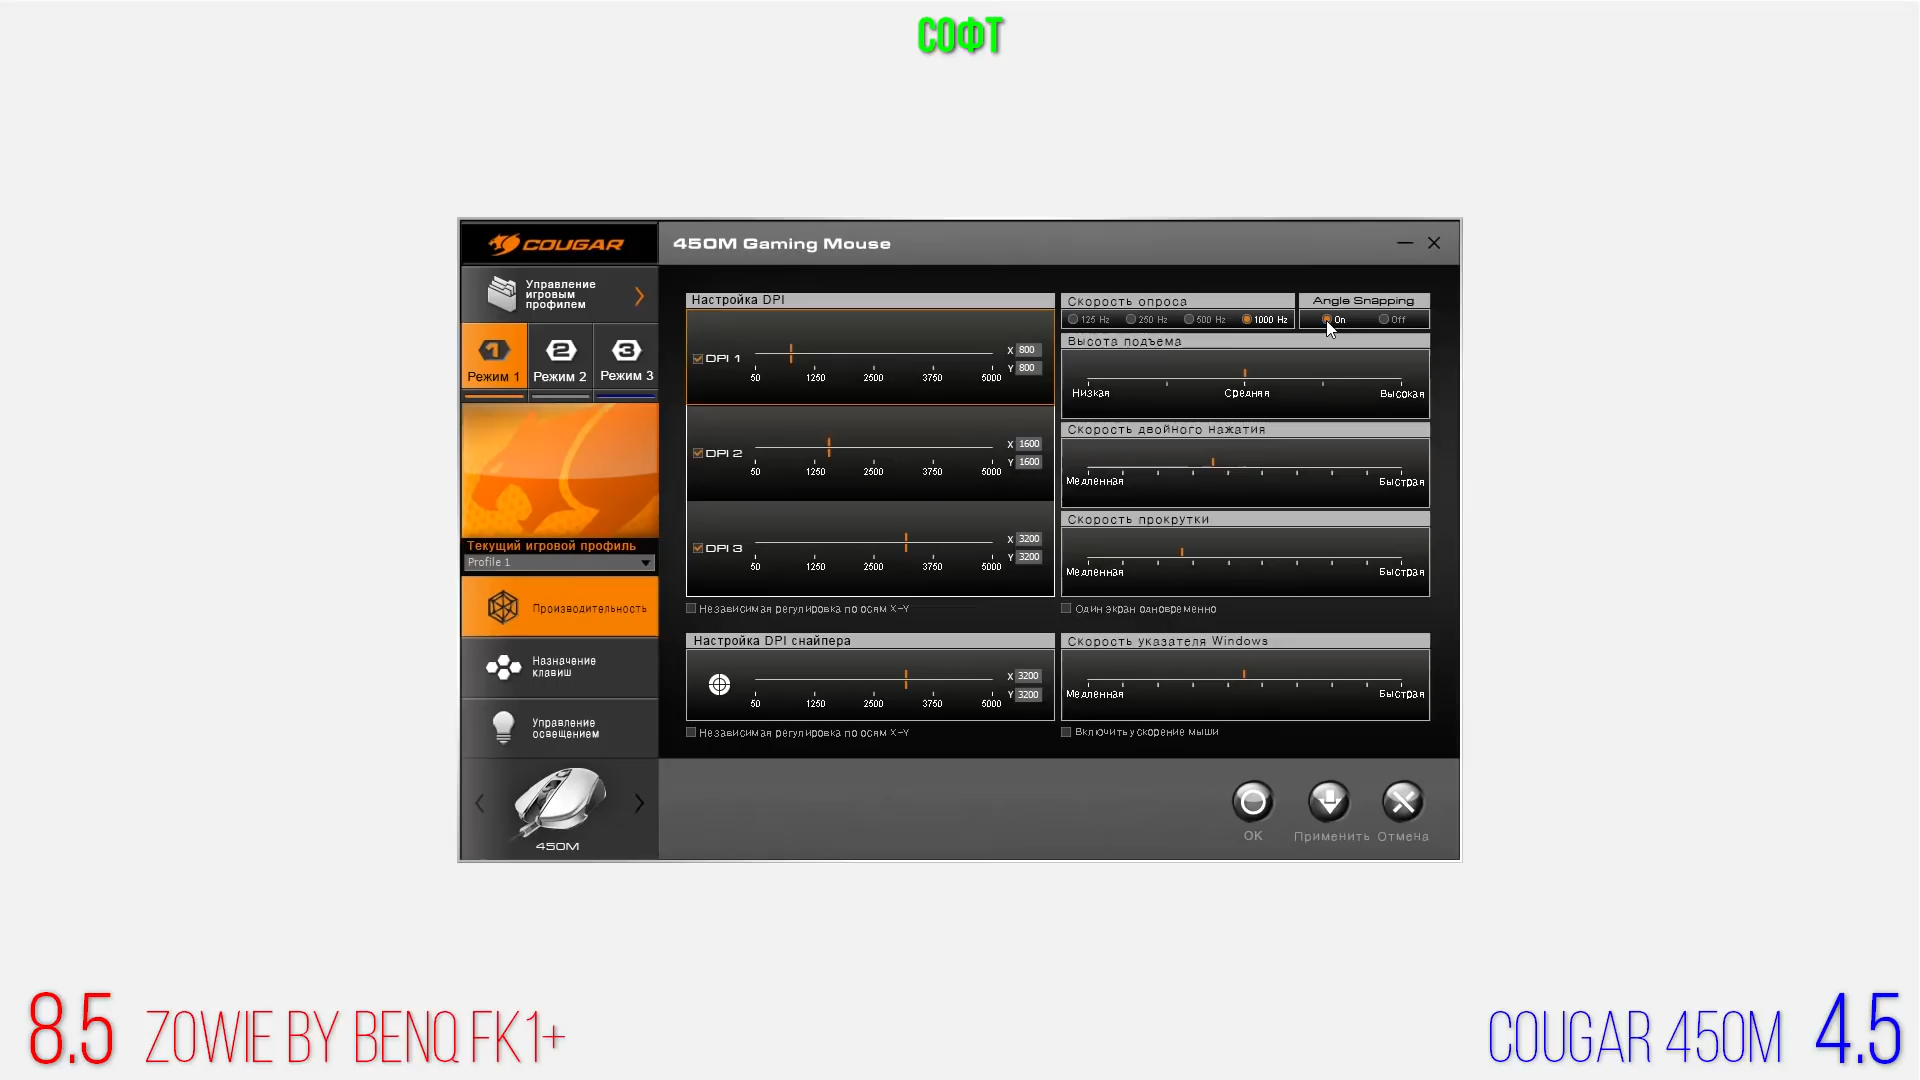 СОФТ
COUGAR
450M Gaming Mouse
Управление
игровым
профилем
1
2
3
Режим 1
Режим 2
Режим 3
Текущий игровой профиль
Profile 1
Производительность
Назначение
клавиш
Управление
освещением
450M
Настройка DPI
DPI 1
50 1250 2500 3750 5000
X 800
Y 800
DPI 2
50 1250 2500 3750 5000
X 1600
Y 1600
DPI 3
50 1250 2500 3750 5000
X 3200
Y 3200
Независимая регулировка по осям X-Y
Настройка DPI снайпера
50 1250 2500 3750 5000
X 3200
Y 3200
Независимая регулировка по осям X-Y
Скорость опроса
125 Hz 250 Hz 500 Hz 1000 Hz
Angle Snapping
On Off
Высота подъема
Низкая Средняя Высокая
Скорость двойного нажатия
Медленная Быстрая
Скорость прокрутки
Медленная Быстрая
Один экран одновременно
Скорость указателя Windows
Медленная Быстрая
Включить ускорение мыши
OK Применить Отмена
8.5 ZOWIE BY BENQ FK1+
COUGAR 450M 4.5